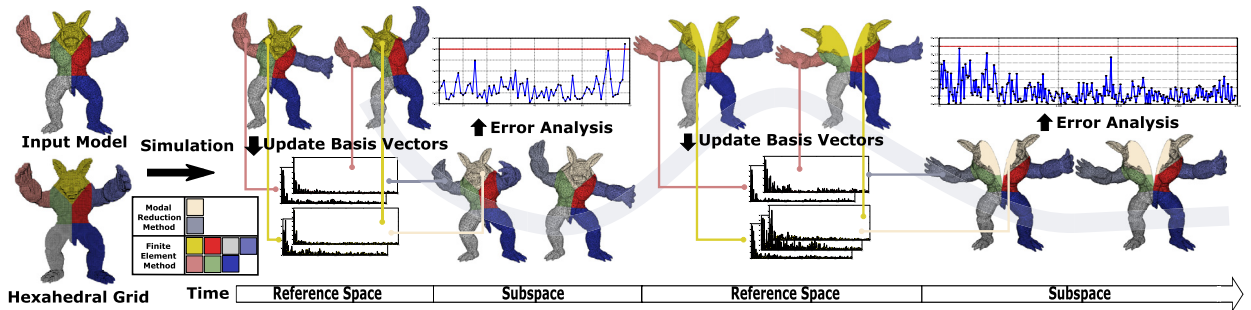 Input Model
Hexahedral Grid
Simulation
Modal
Reduction
Method
Finite
Element
Method
Update Basis Vectors
Error Analysis
Update Basis Vectors
Error Analysis
Time
Reference Space
Subspace
Reference Space
Subspace